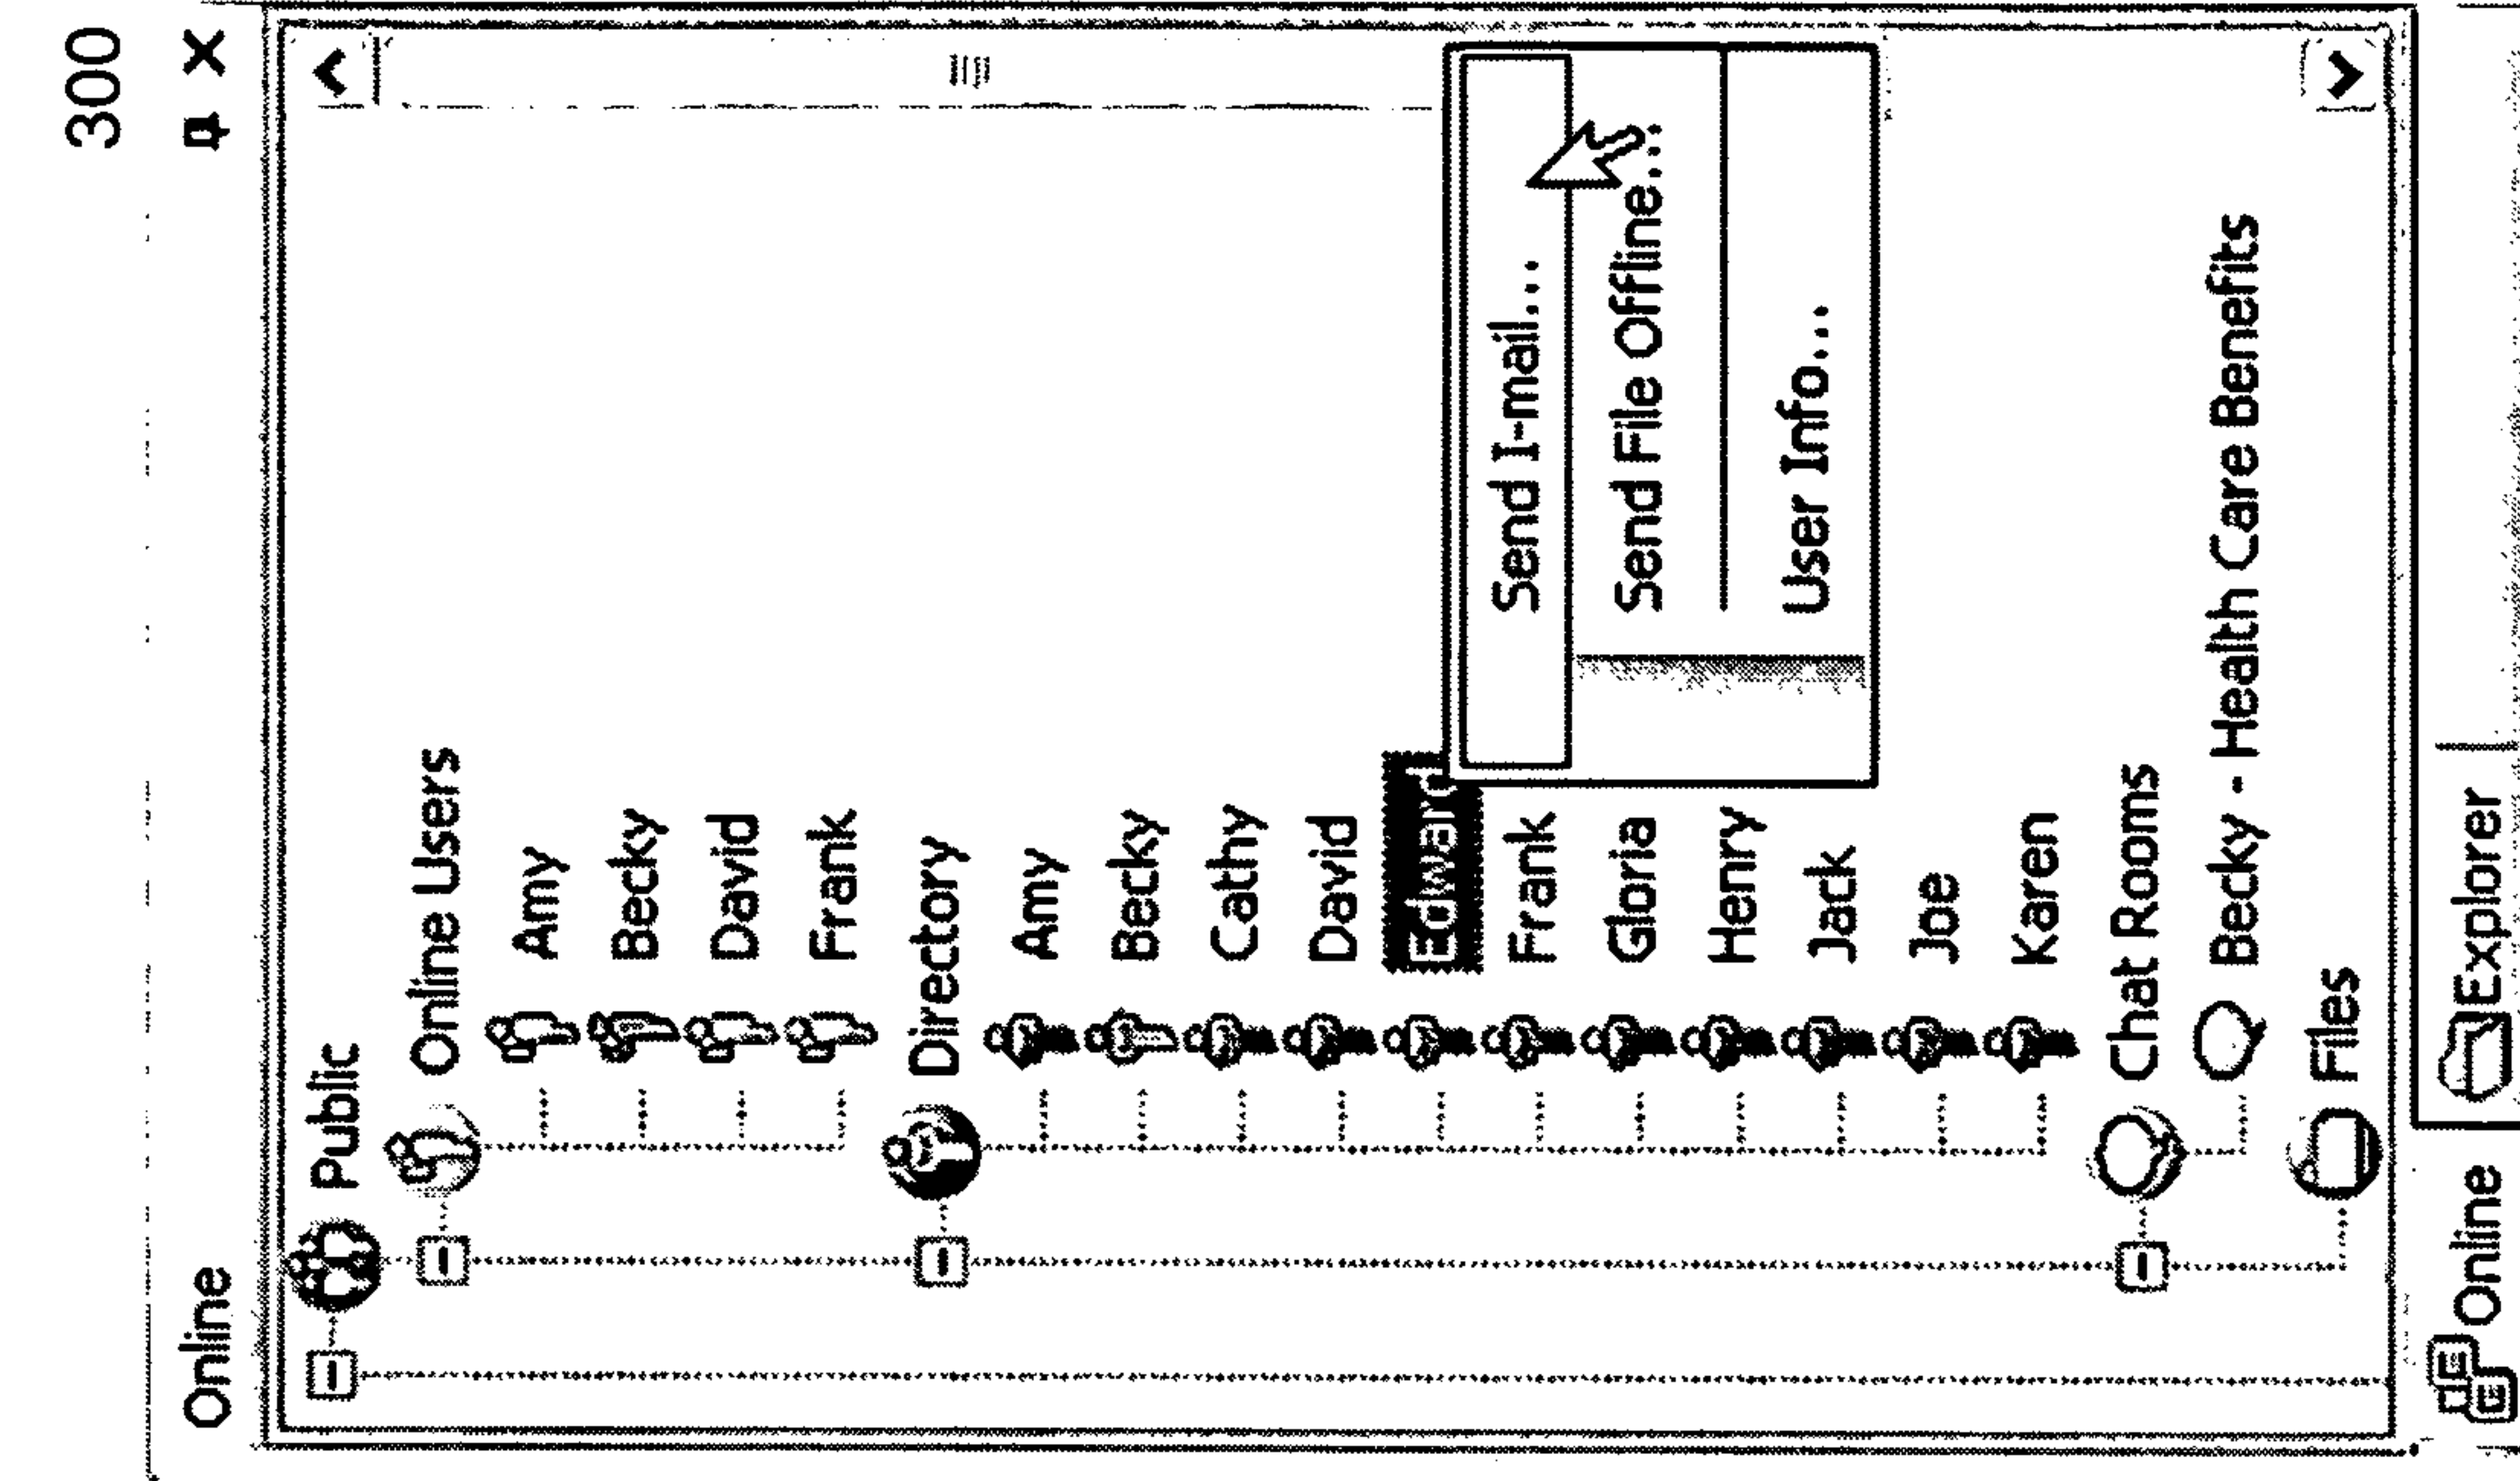 300
Online
Public
Online Users
Amy
Becky
David
Frank
Directory
Amy
Becky
Cathy
David
Edward
Send I-mail...
Frank
Send File Offline...
Gloria
Henry
User Info...
Jack
Joe
Karen
Chat Rooms
Becky - Health Care Benefits
Files
Online
Explorer